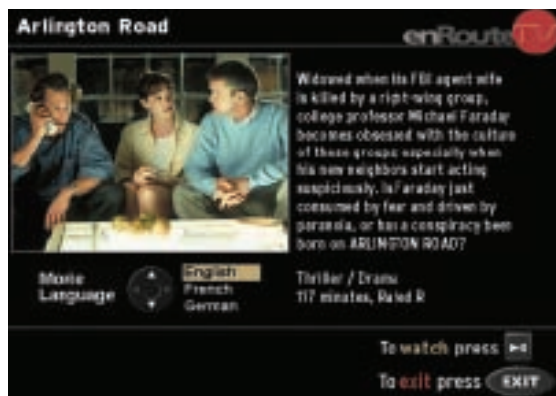 Arlington Road
enRouteTV
Widowed when his FBI agent wife
is killed by a right-wing group,
college professor Michael Faraday
becomes obsessed with the culture
of these groups especially when
his new neighbors start acting
suspiciously. Is Faraday just
consumed by fear and driven by
paranoia, or has a conspiracy been
born on ARLINGTON ROAD?
Movie
Language
English
French
German
Thriller / Drama
117 minutes, Rated R
To watch press
To exit press EXIT